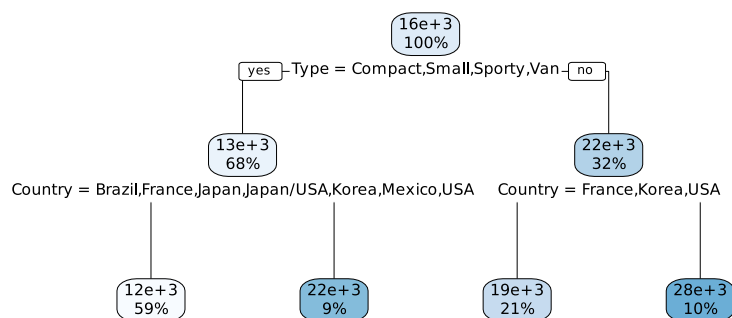 16e+3
100%
yes Type = Compact,Small,Sporty,Van no
13e+3
68%
22e+3
32%
Country = Brazil,France,Japan,Japan/USA,Korea,Mexico,USA
Country = France,Korea,USA
12e+3
59%
22e+3
9%
19e+3
21%
28e+3
10%